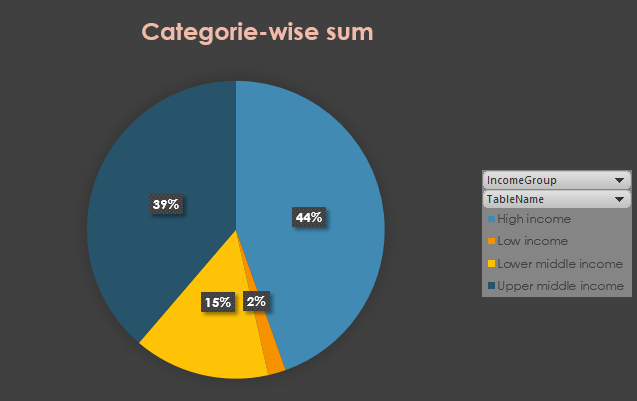 Categorie-wise sum
39%
44%
15%
2%
IncomeGroup
TableName
High income
Low income
Lower middle income
Upper middle income